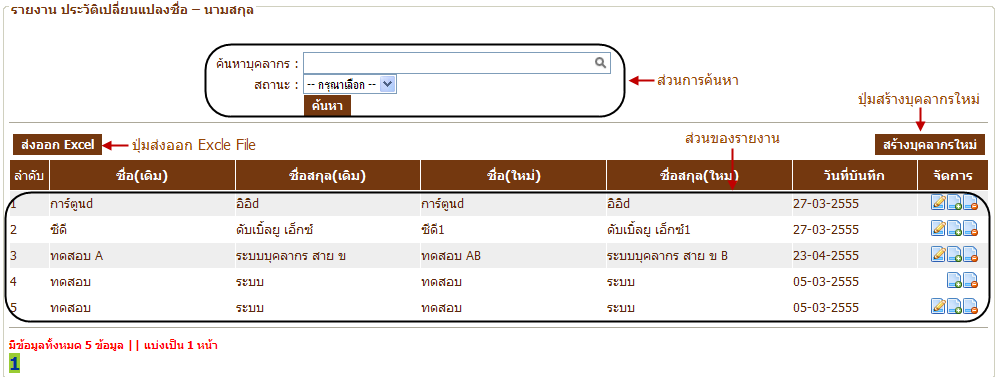 รายงาน ประวัติเปลี่ยนแปลงชื่อ – นามสกุล
ค้นหาบุคลากร :
สถานะ : -- กรุณาเลือก --
ค้นหา
ส่วนการค้นหา
ปุ่มสร้างบุคลากรใหม่
ส่งออก Excel ปุ่มส่งออก Excle File ส่วนของรายงาน สร้างบุคลากรใหม่
ลำดับ ชื่อ(เดิม) ชื่อสกุล(เดิม) ชื่อ(ใหม่) ชื่อสกุล(ใหม่) วันที่บันทึก จัดการ
1 การ์ตูนd อิอิd การ์ตูนd อิอิd 27-03-2555
2 ซีดี ดับเบิ้ลยู เอ็กซ์ ซีดี1 ดับเบิ้ลยู เอ็กซ์1 27-03-2555
3 ทดสอบ A ระบบบุคลากร สาย ข ทดสอบ AB ระบบบุคลากร สาย ข B 23-04-2555
4 ทดสอบ ระบบ ทดสอบ ระบบ 05-03-2555
5 ทดสอบ ระบบ ทดสอบ ระบบ 05-03-2555
มีข้อมูลทั้งหมด 5 ข้อมูล || แบ่งเป็น 1 หน้า
1